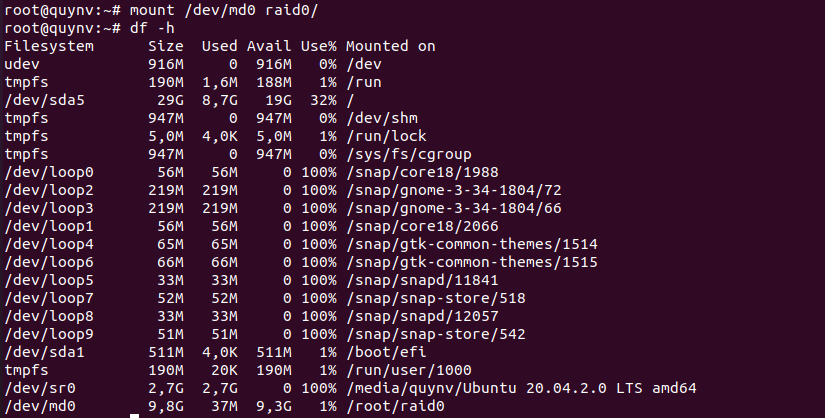 root@quynv:~# mount /dev/md0 raid0/
root@quynv:~# df -h
Filesystem      Size  Used Avail Use% Mounted on
udev            916M     0  916M   0% /dev
tmpfs           190M  1,6M  188M   1% /run
/dev/sda5        29G  8,7G   19G  32% /
tmpfs           947M     0  947M   0% /dev/shm
tmpfs           5,0M  4,0K  5,0M   1% /run/lock
tmpfs           947M     0  947M   0% /sys/fs/cgroup
/dev/loop0       56M   56M     0 100% /snap/core18/1988
/dev/loop2      219M  219M     0 100% /snap/gnome-3-34-1804/72
/dev/loop3      219M  219M     0 100% /snap/gnome-3-34-1804/66
/dev/loop1       56M   56M     0 100% /snap/core18/2066
/dev/loop4       65M   65M     0 100% /snap/gtk-common-themes/1514
/dev/loop6       66M   66M     0 100% /snap/gtk-common-themes/1515
/dev/loop5       33M   33M     0 100% /snap/snapd/11841
/dev/loop7       52M   52M     0 100% /snap/snap-store/518
/dev/loop8       33M   33M     0 100% /snap/snapd/12057
/dev/loop9       51M   51M     0 100% /snap/snap-store/542
/dev/sda1       511M  4,0K  511M   1% /boot/efi
tmpfs           190M   20K  190M   1% /run/user/1000
/dev/sr0        2,7G  2,7G     0 100% /media/quynv/Ubuntu 20.04.2.0 LTS amd64
/dev/md0        9,8G   37M  9,3G   1% /root/raid0